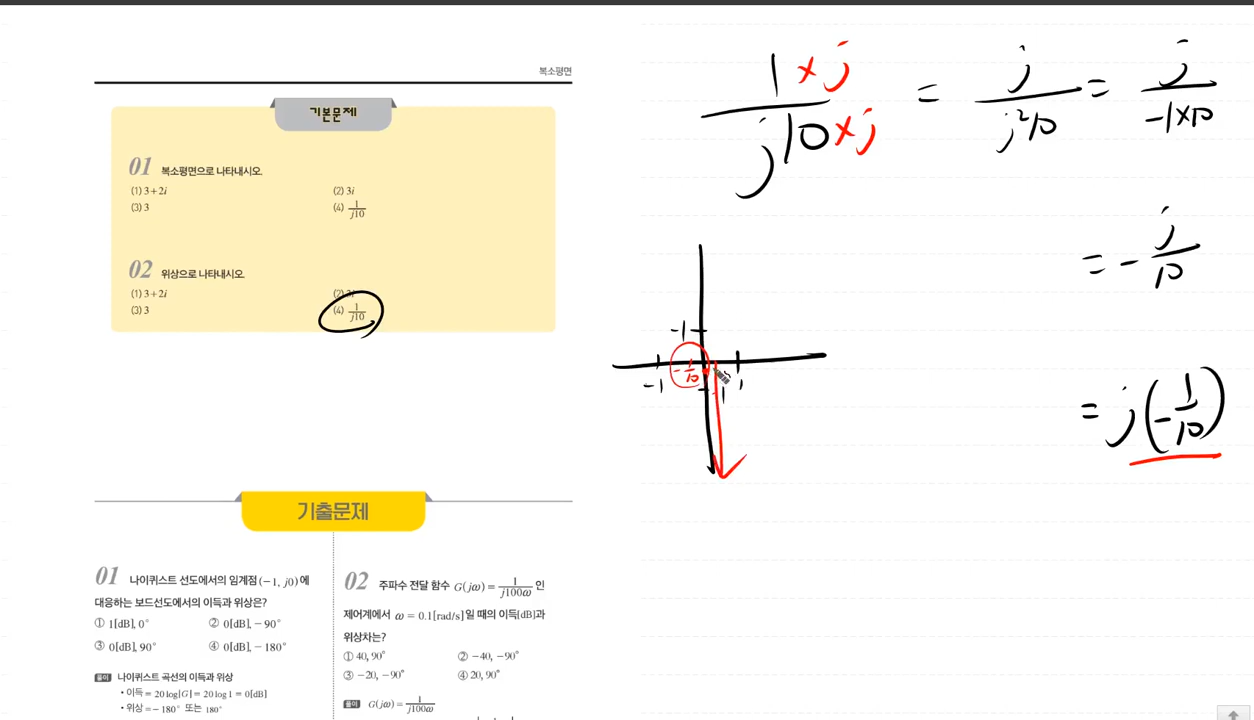 복소평면
기본문제
01 복소평면으로 나타내시오.
(1) 3+2i (2) 3i
(3) 3 (4) 1/j10
02 위상으로 나타내시오.
(1) 3+2i (2) 3i
(3) 3 (4) 1/j10
기출문제
01 나이퀴스트 선도에서의 임계점(−1, j0)에
대응하는 보드선도에서의 이득과 위상은?
① 1[dB], 0° ② 0[dB], −90°
③ 0[dB], 90° ④ 0[dB], −180°
풀이 나이퀴스트 곡선의 이득과 위상
• 이득 = 20 log|G| = 20 log 1 = 0[dB]
• 위상 = −180° 또는 180°
02 주파수 전달 함수 G(jω) = 1/j100ω 인
제어계에서 ω = 0.1[rad/s]일 때의 이득[dB]과
위상차는?
① 40, 90° ② −40, −90°
③ −20, −90° ④ 20, 90°
풀이 G(jω) = 1/j100ω
1×j / j10×j = j / j²10 = j / -1×10
= - j/10
= j(-1/10)
-1
-1 -1/10 1
-1